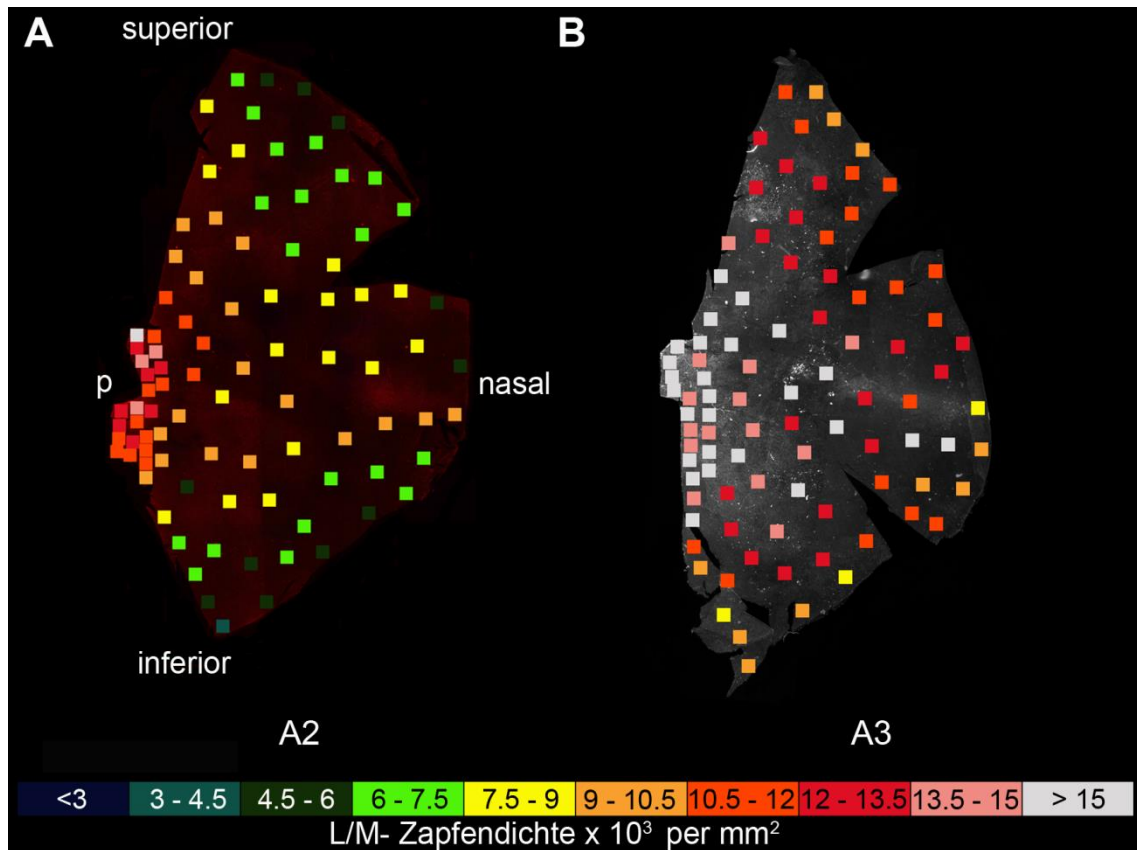 A
B
superior
p
nasal
inferior
A2
A3
<3 3 - 4.5 4.5 - 6 6 - 7.5 7.5 - 9 9 - 10.5 10.5 - 12 12 - 13.5 13.5 - 15 > 15
L/M- Zapfendichte x 10³ per mm²